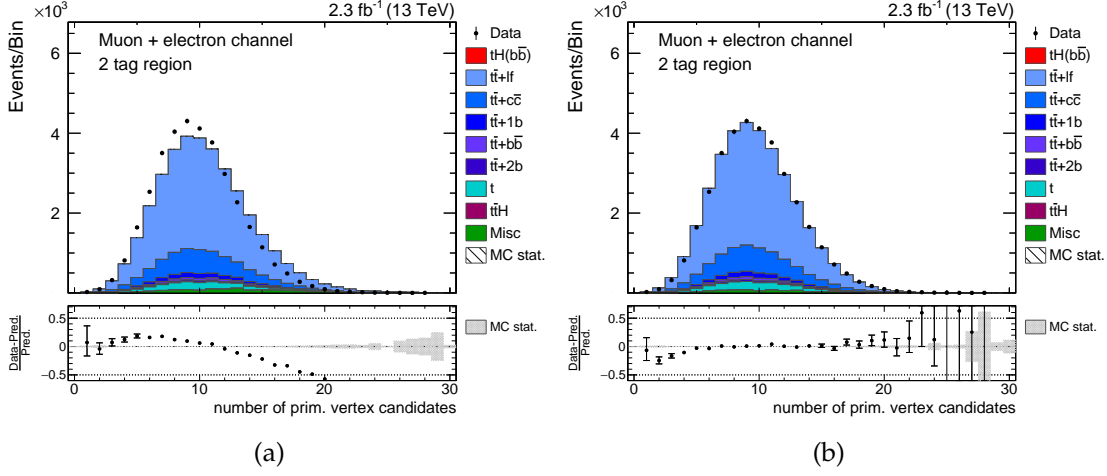 ×10³ 2.3 fb⁻¹ (13 TeV)
Events/Bin
6
4
2
0
Muon + electron channel
2 tag region
Data
tH(bb̅)
tt̅+lf
tt̅+cc̅
tt̅+1b
tt̅+bb̅
tt̅+2b
t
tt̅H
Misc
MC stat.
Data-Pred.
Pred.
0.5
0
−0.5
MC stat.
0 10 20 30
number of prim. vertex candidates
(a)
×10³ 2.3 fb⁻¹ (13 TeV)
Events/Bin
6
4
2
0
Muon + electron channel
2 tag region
Data
tH(bb̅)
tt̅+lf
tt̅+cc̅
tt̅+1b
tt̅+bb̅
tt̅+2b
t
tt̅H
Misc
MC stat.
Data-Pred.
Pred.
0.5
0
−0.5
MC stat.
0 10 20 30
number of prim. vertex candidates
(b)